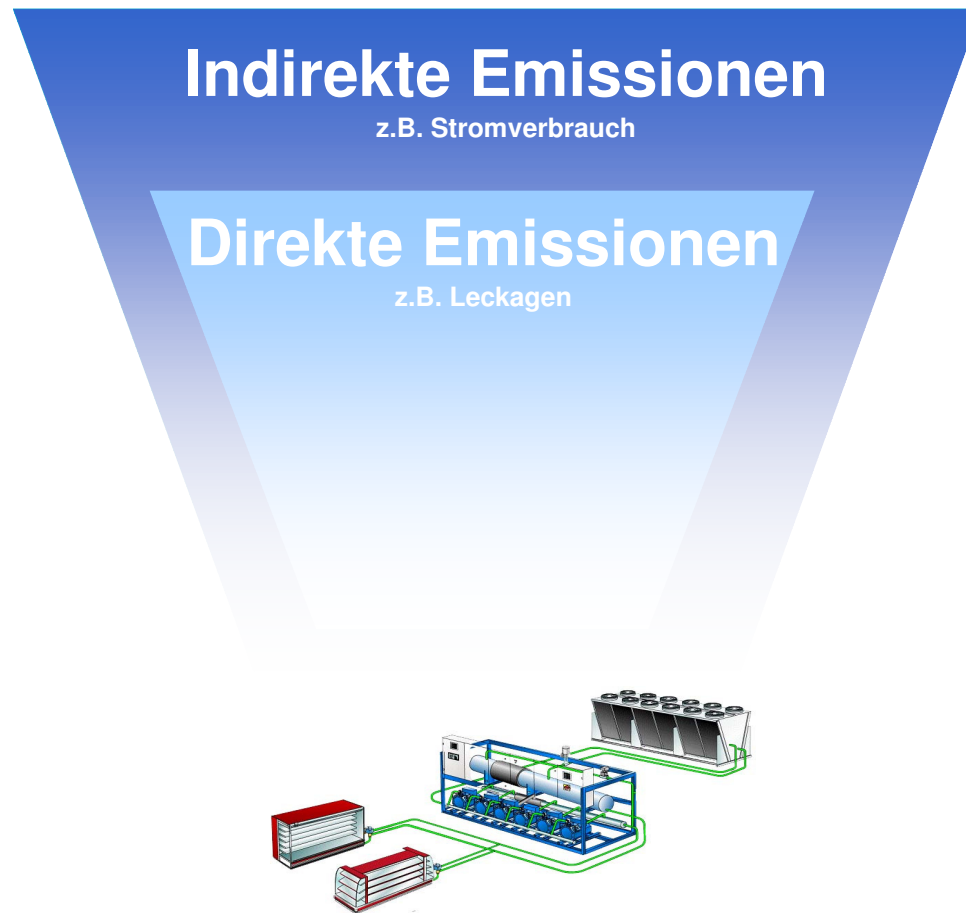 Indirekte Emissionen
z.B. Stromverbrauch
Direkte Emissionen
z.B. Leckagen